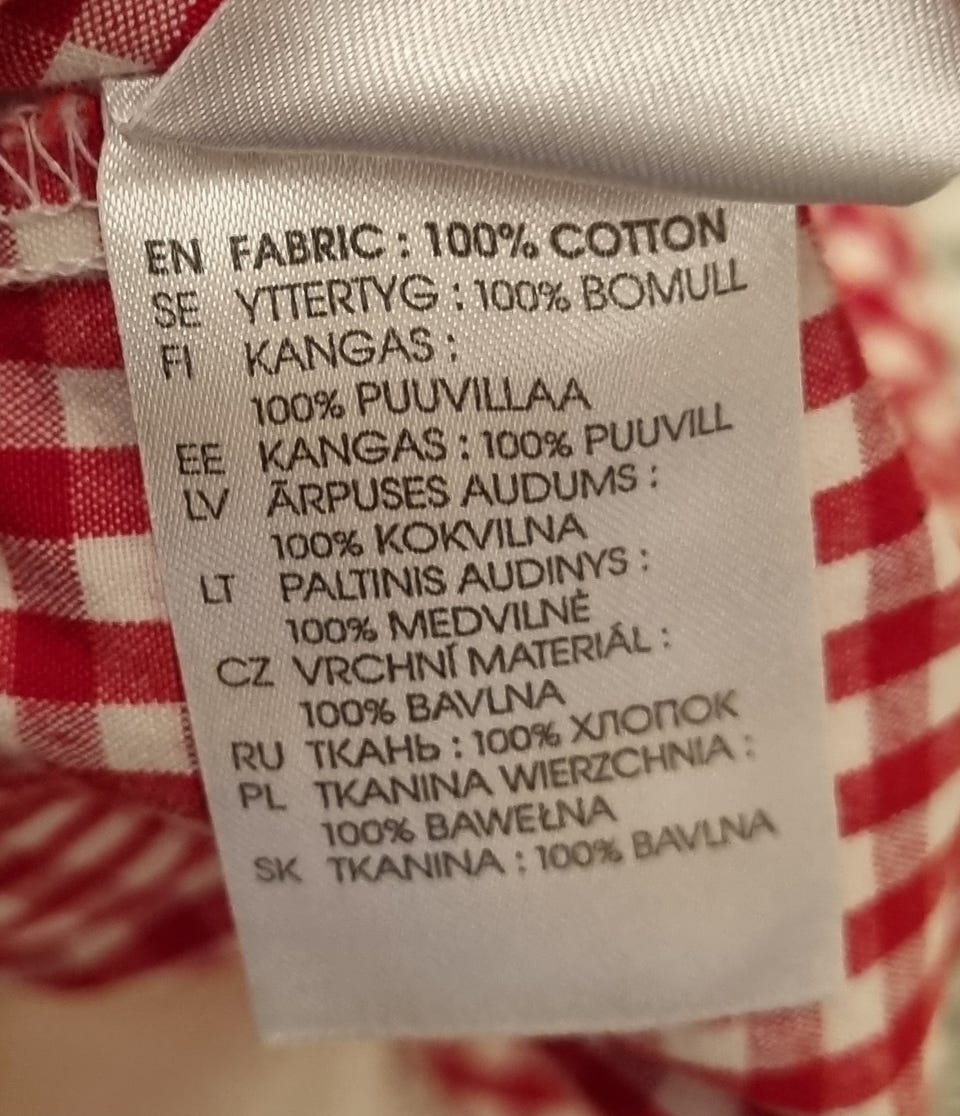 EN FABRIC : 100% COTTON
SE YTTERTYG : 100% BOMULL
FI KANGAS :
100% PUUVILLAA
EE KANGAS : 100% PUUVILL
LV ĀRPUSES AUDUMS :
100% KOKVILNA
LT PALTINIS AUDINYS :
100% MEDVILNĖ
CZ VRCHNÍ MATERIÁL :
100% BAVLNA
RU ТКАНЬ : 100% ХЛОПОК
PL TKANINA WIERZCHNIA :
100% BAWEŁNA
SK TKANINA : 100% BAVLNA